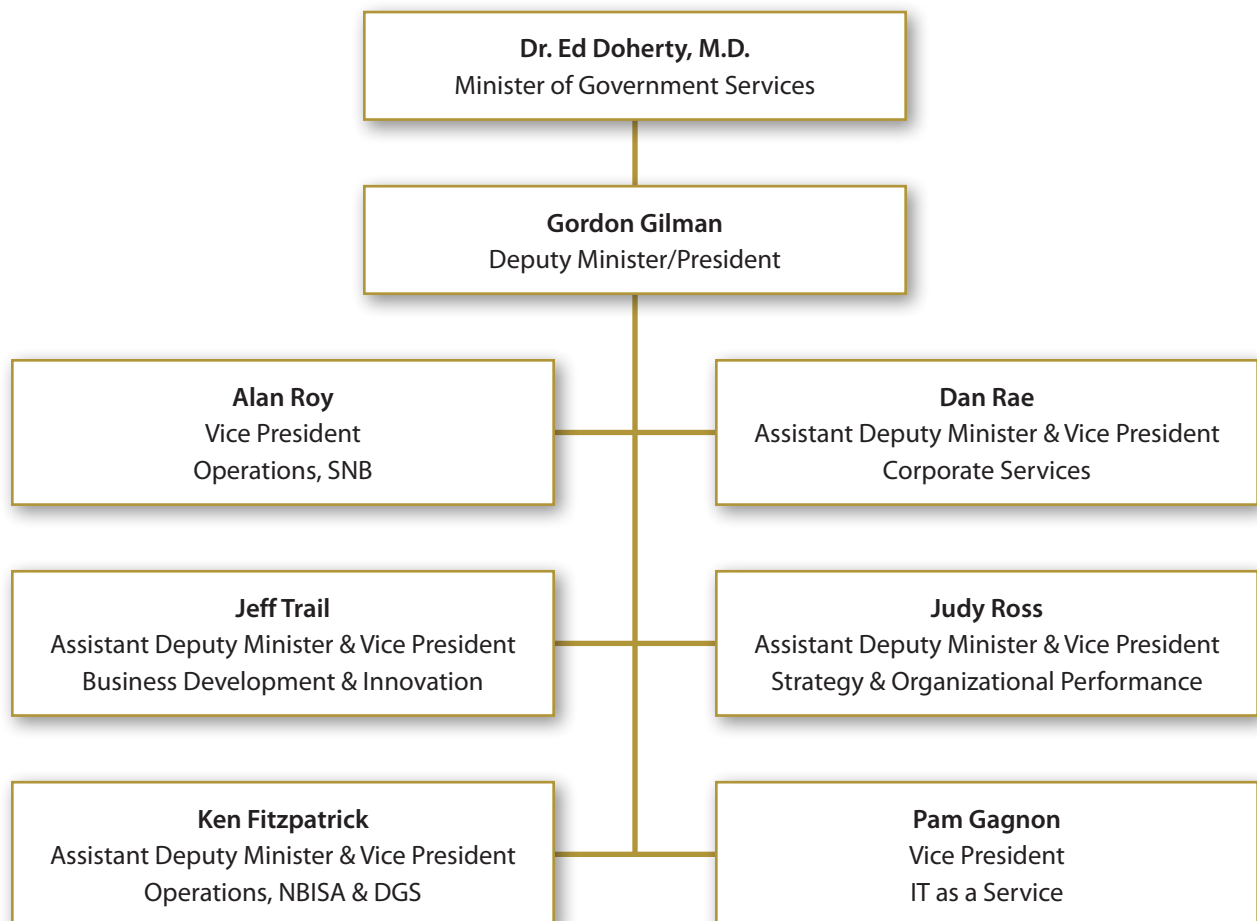 Dr. Ed Doherty, M.D.
Minister of Government Services
Gordon Gilman
Deputy Minister/President
Alan Roy
Vice President
Operations, SNB
Dan Rae
Assistant Deputy Minister & Vice President
Corporate Services
Jeff Trail
Assistant Deputy Minister & Vice President
Business Development & Innovation
Judy Ross
Assistant Deputy Minister & Vice President
Strategy & Organizational Performance
Ken Fitzpatrick
Assistant Deputy Minister & Vice President
Operations, NBISA & DGS
Pam Gagnon
Vice President
IT as a Service